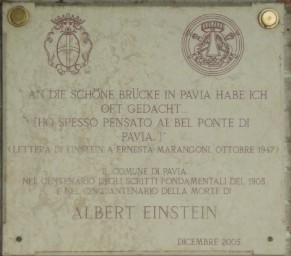 AN DIE SCHÖNE BRÜCKE IN PAVIA HABE ICH
OFT GEDACHT...
(HO SPESSO PENSATO AL BEL PONTE DI
PAVIA..)"
(LETTERA DI EINSTEIN A ERNESTA MARANGONI, OTTOBRE 1947)
IL COMUNE DI PAVIA
NEL CENTENARIO DEGLI SCRITTI FONDAMENTALI DEL 1905
E NEL CINQUANTENARIO DELLA MORTE DI
ALBERT EINSTEIN
DICEMBRE 2005